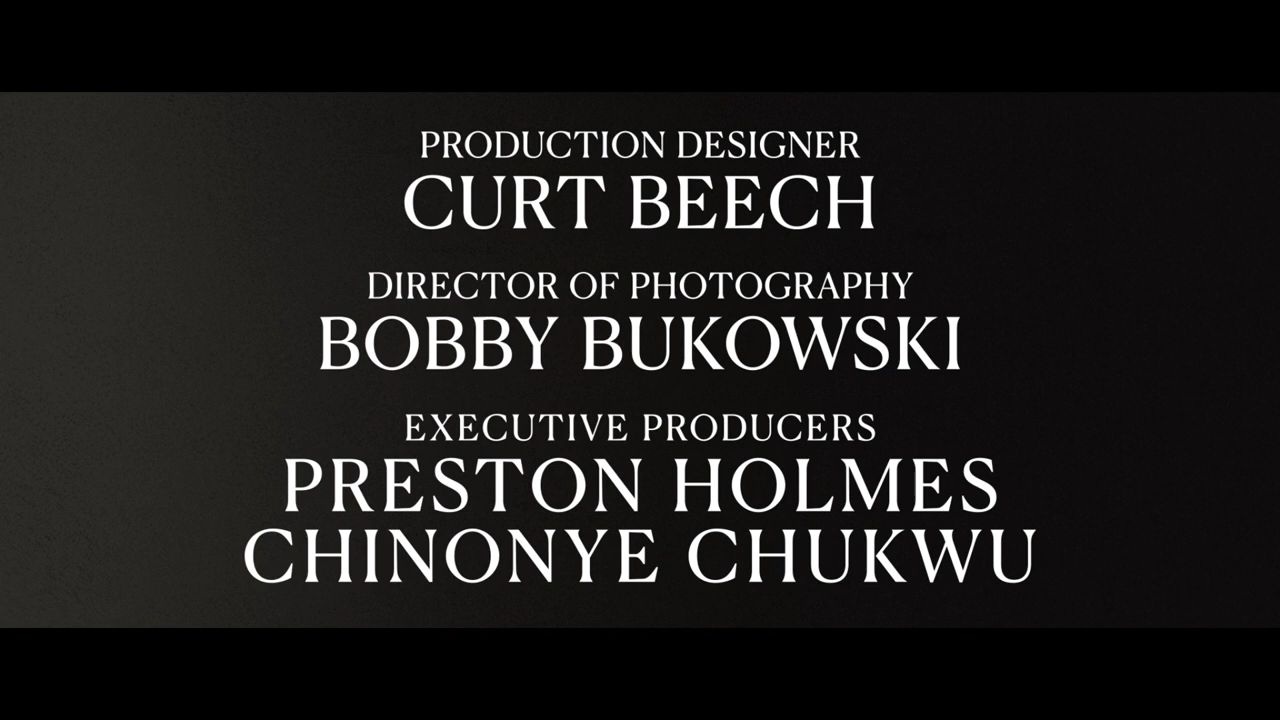 PRODUCTION DESIGNER
CURT BEECH
DIRECTOR OF PHOTOGRAPHY
BOBBY BUKOWSKI
EXECUTIVE PRODUCERS
PRESTON HOLMES
CHINONYE CHUKWU